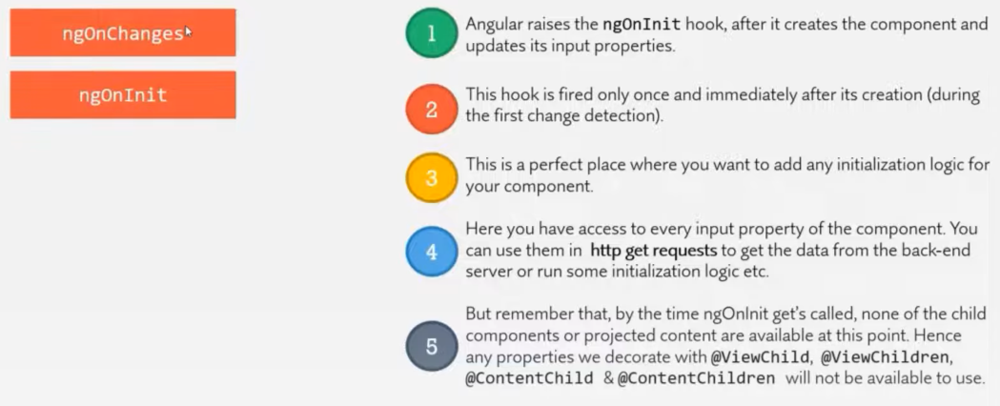 ngOnChanges
ngOnInit
1
Angular raises the ngOnInit hook, after it creates the component and
updates its input properties.
2
This hook is fired only once and immediately after its creation (during
the first change detection).
3
This is a perfect place where you want to add any initialization logic for
your component.
4
Here you have access to every input property of the component. You
can use them in http get requests to get the data from the back-end
server or run some initialization logic etc.
5
But remember that, by the time ngOnInit get's called, none of the child
components or projected content are available at this point. Hence
any properties we decorate with @ViewChild, @ViewChildren,
@ContentChild & @ContentChildren will not be available to use.